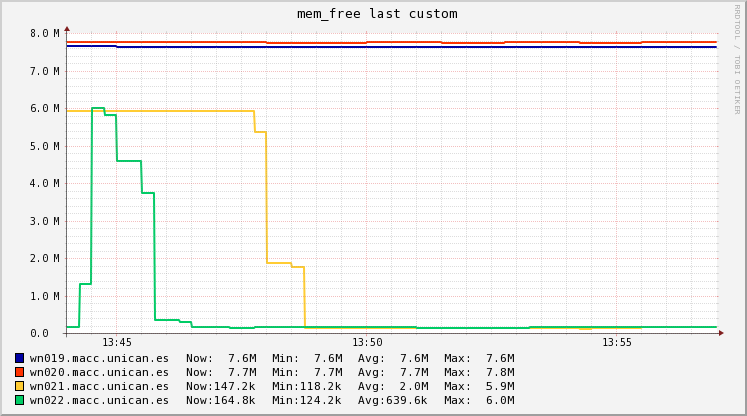 mem_free last custom
RRDTOOL / TOBI OETIKER
8.0 M
7.0 M
6.0 M
5.0 M
4.0 M
3.0 M
2.0 M
1.0 M
0.0
13:45 13:50 13:55
wn019.macc.unican.es Now: 7.6M Min: 7.6M Avg: 7.6M Max: 7.6M
wn020.macc.unican.es Now: 7.7M Min: 7.7M Avg: 7.7M Max: 7.8M
wn021.macc.unican.es Now:147.2k Min:118.2k Avg: 2.0M Max: 5.9M
wn022.macc.unican.es Now:164.8k Min:124.2k Avg:639.6k Max: 6.0M